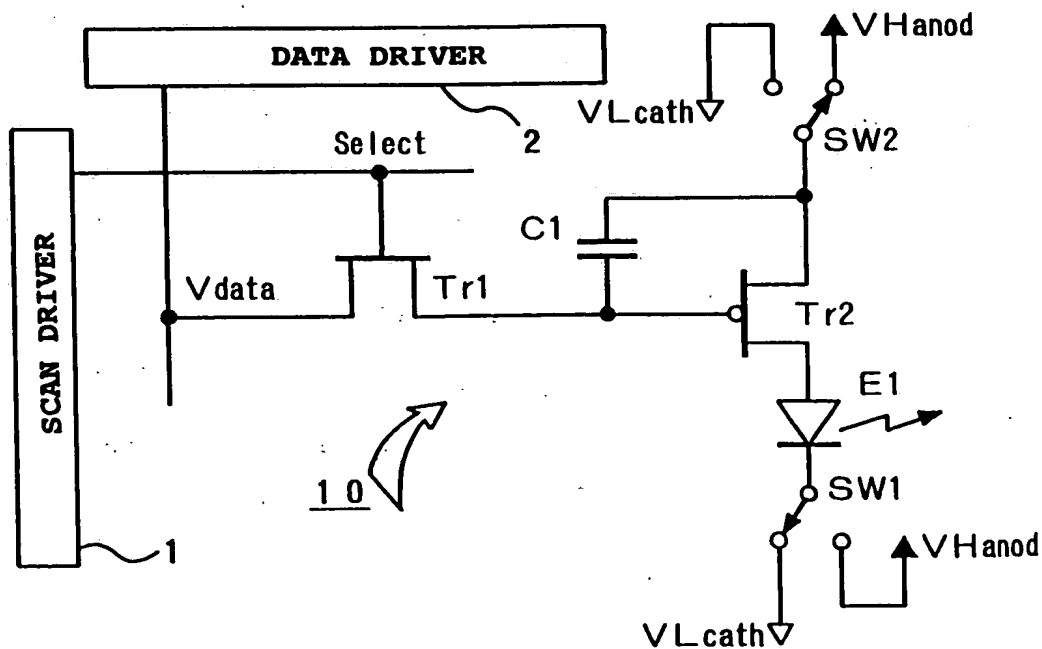 DATA DRIVER
VHanod
VLcath
SW2
2
Select
C1
SCAN DRIVER
Vdata
Tr1
Tr2
E1
10
SW1
1
VHanod
VLcath